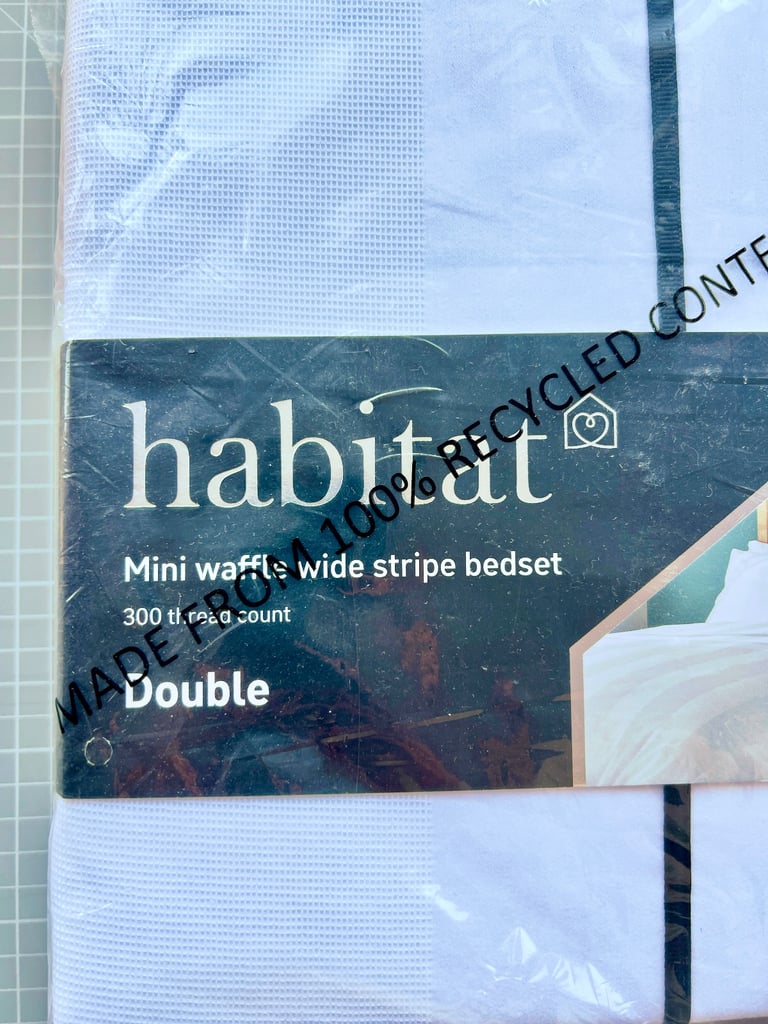 habitat
Mini waffle wide stripe bedset
300 thread count
Double
MADE FROM 100% RECYCLED CONTE